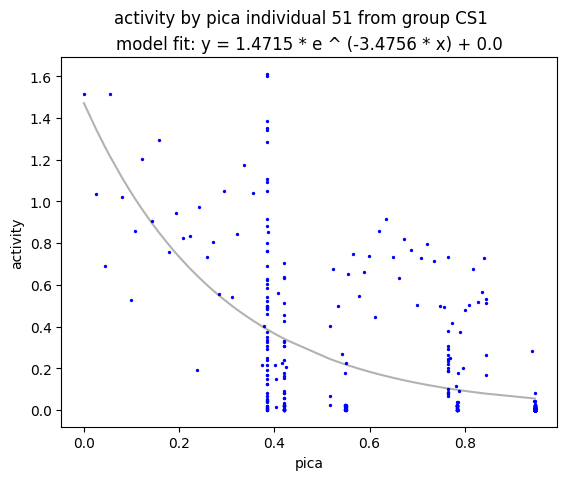 activity by pica individual 51 from group CS1
model fit: y = 1.4715 * e ^ (-3.4756 * x) + 0.0
1.6
1.4
1.2
1.0
0.8
0.6
0.4
0.2
0.0
activity
0.0 0.2 0.4 0.6 0.8
pica